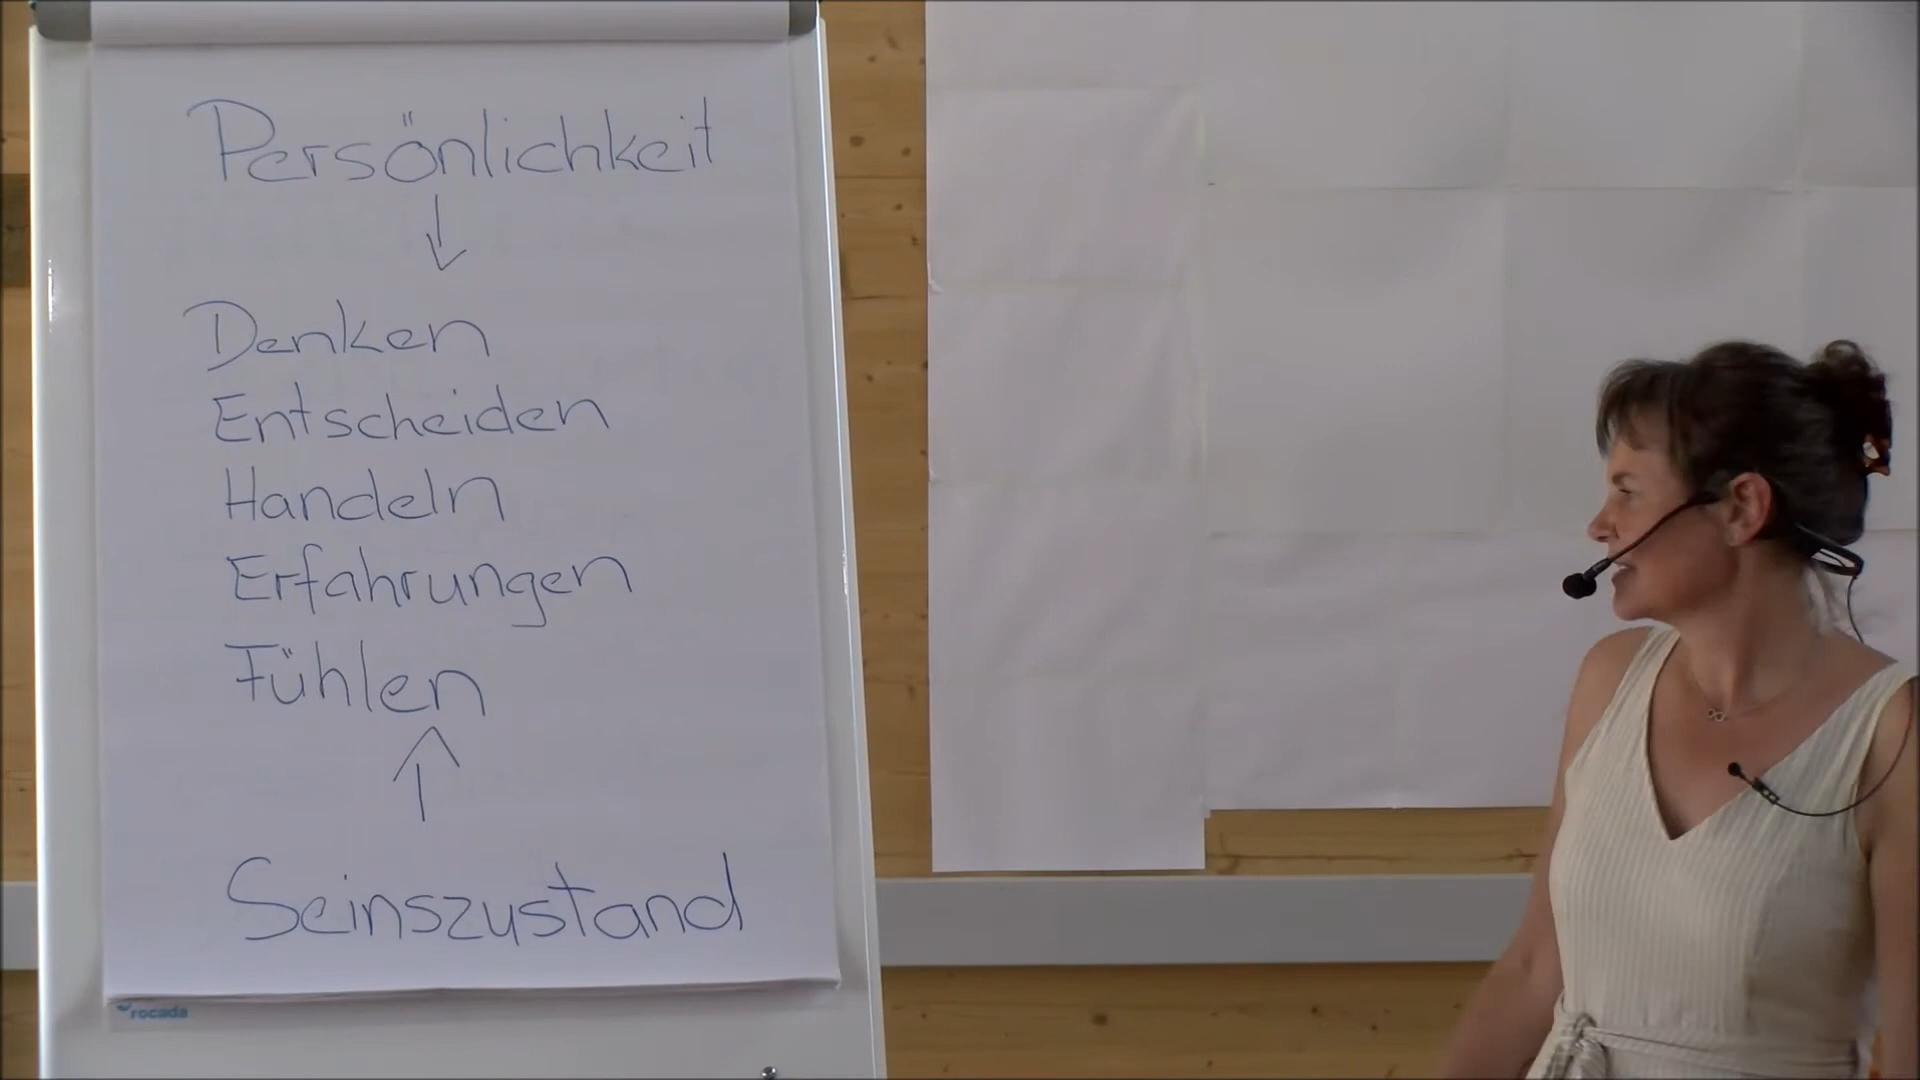 Persönlichkeit
↓
Denken
Entscheiden
Handeln
Erfahrungen
Fühlen
↑
Seinszustand
rocada